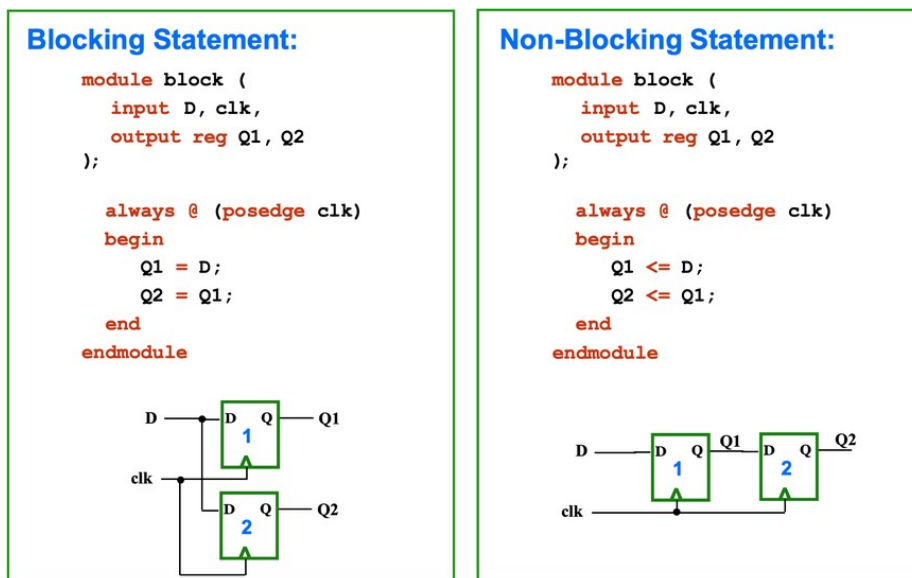 Blocking Statement:
module block (
input D, clk,
output reg Q1, Q2
);
always @ (posedge clk)
begin
Q1 = D;
Q2 = Q1;
end
endmodule
D
D Q
Q1
1
clk
D Q
Q2
2
Non-Blocking Statement:
module block (
input D, clk,
output reg Q1, Q2
);
always @ (posedge clk)
begin
Q1 <= D;
Q2 <= Q1;
end
endmodule
D
D Q
Q1
D Q
Q2
1
2
clk